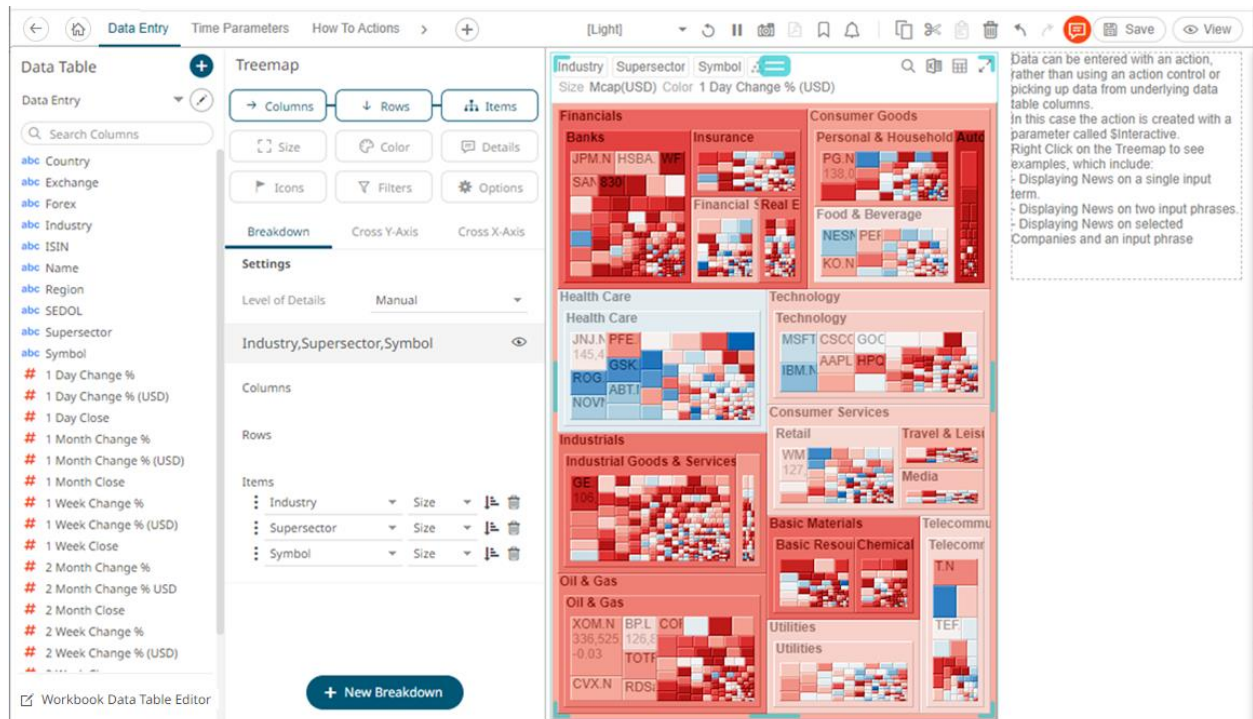 Data Entry
Time Parameters
How To Actions
[Light]
Save
View
Data Table
Data Entry
Search Columns
abc Country
abc Exchange
abc Forex
abc Industry
abc ISIN
abc Name
abc Region
abc SEDOL
abc Supersector
abc Symbol
# 1 Day Change %
# 1 Day Change % (USD)
# 1 Day Close
# 1 Month Change %
# 1 Month Change % (USD)
# 1 Month Close
# 1 Week Change %
# 1 Week Change % (USD)
# 1 Week Close
# 2 Month Change %
# 2 Month Change % USD
# 2 Month Close
# 2 Week Change %
# 2 Week Change % (USD)
Workbook Data Table Editor
Treemap
Columns
Rows
Items
Size
Color
Details
Icons
Filters
Options
Breakdown
Cross Y-Axis
Cross X-Axis
Settings
Level of Details Manual
Industry,Supersector,Symbol
Columns
Rows
Items
Industry Size
Supersector Size
Symbol Size
+ New Breakdown
Industry Supersector Symbol
Size Mcap(USD) Color 1 Day Change % (USD)
Financials
Banks
JPM.N HSBA. WF
SAN 830
Insurance
Financial S
Real E
Consumer Goods
Personal & Household
Auto
PG.N
138,0
Food & Beverage
NESN PEF
KO.N
Health Care
Health Care
JNJ.N PFE.
145,4
GSK
ROG
ABT.I
NOVN
Technology
Technology
MSFT CSCC GOC
IBM.N AAPL HPQ
Consumer Services
Retail
WM
127,
Travel & Leisu
Media
Industrials
Industrial Goods & Services
GE
106,
Basic Materials
Basic Resou
Chemical
Telecommu
Telecomm
T.N
TEF.
Oil & Gas
Oil & Gas
XOM.N BP.L COF
336,525 126,8
-0.03
TOTF
CVX.N RDS
Utilities
Utilities
Data can be entered with an action,
rather than using an action control or
picking up data from underlying data
table columns.
In this case the action is created with a
parameter called $Interactive.
Right Click on the Treemap to see
examples, which include:
- Displaying News on a single input
term.
- Displaying News on two input phrases.
- Displaying News on selected
Companies and an input phrase